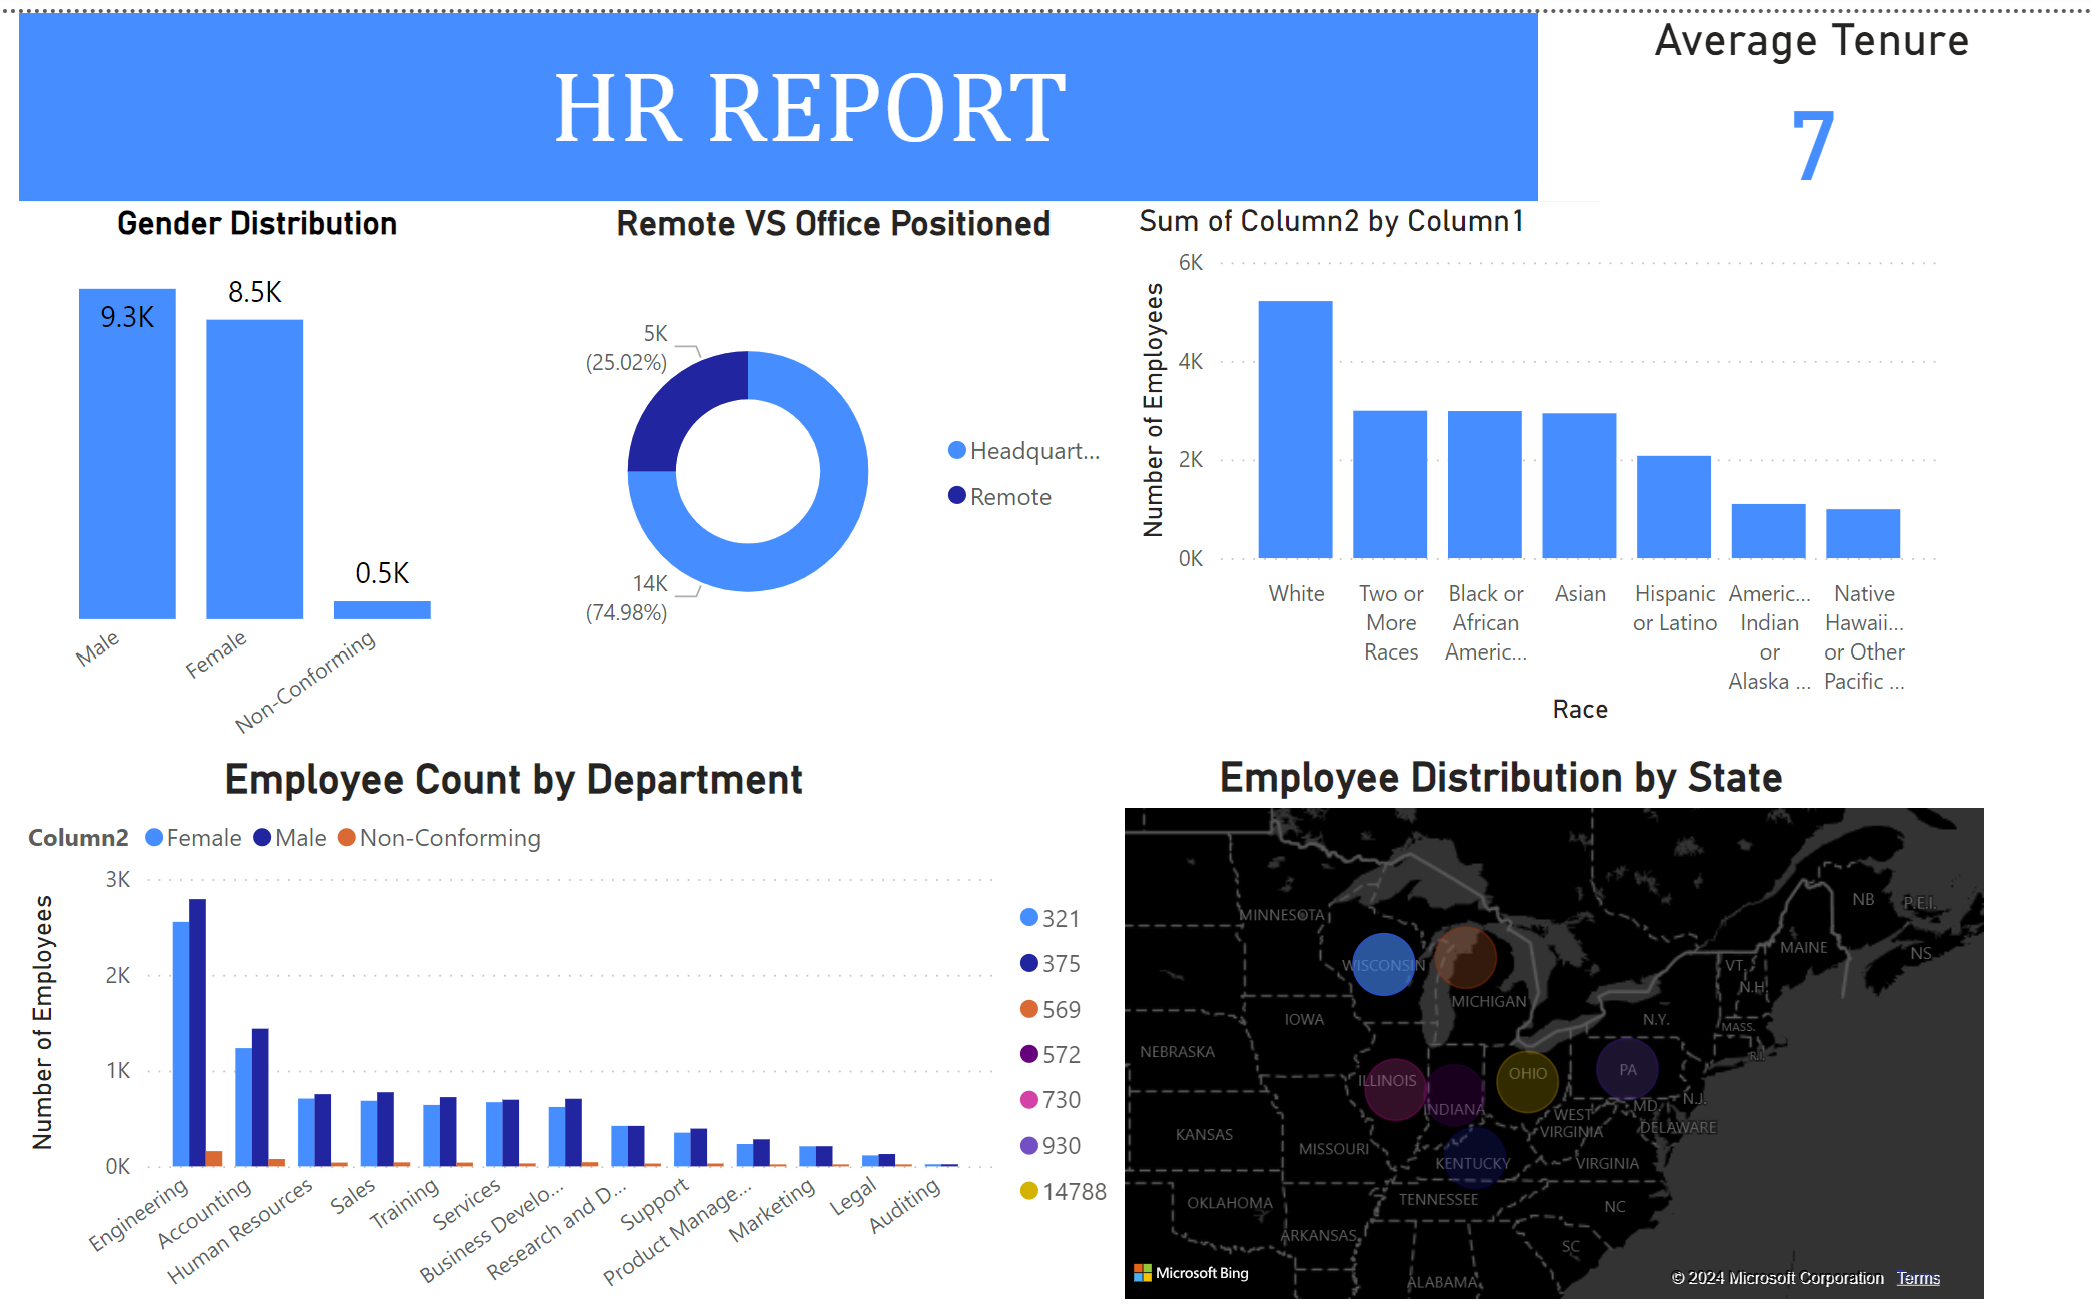 HR REPORT
Average Tenure
7
Gender Distribution
9.3K
8.5K
0.5K
Male
Female
Non-Conforming
Remote VS Office Positioned
5K
(25.02%)
14K
(74.98%)
Headquart...
Remote
Sum of Column2 by Column1
Number of Employees
6K
4K
2K
0K
White
Two or
More
Races
Black or
African
Americ...
Asian
Hispanic
or Latino
Americ...
Indian
or
Alaska ...
Native
Hawaii...
or Other
Pacific ...
Race
Employee Count by Department
Column2 Female Male Non-Conforming
Number of Employees
3K
2K
1K
0K
Engineering
Accounting
Human Resources
Sales
Training
Services
Business Develo...
Research and D...
Support
Product Manage...
Marketing
Legal
Auditing
321
375
569
572
730
930
14788
Employee Distribution by State
MINNESOTA
WISCONSIN
MICHIGAN
IOWA
NEBRASKA
ILLINOIS
INDIANA
OHIO
PA
N.Y.
VT.
N.H.
MASS.
R.I.
MAINE
NB
P.E.I.
NS
N.J.
MD.
DELAWARE
WEST
VIRGINIA
VIRGINIA
KENTUCKY
KANSAS
MISSOURI
OKLAHOMA
ARKANSAS
TENNESSEE
NC
SC
ALABAMA
Microsoft Bing
© 2024 Microsoft Corporation Terms